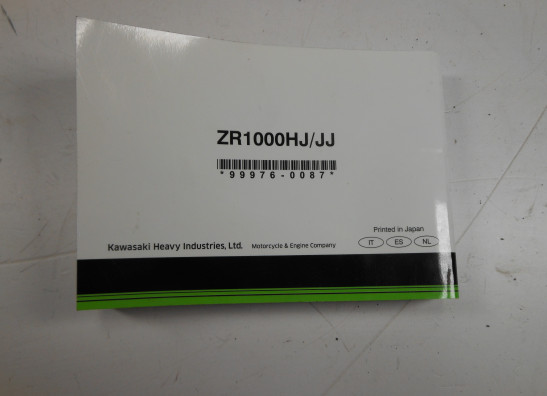 ZR1000HJ/JJ
*99976-0087*
Printed in Japan
IT ES NL
Kawasaki Heavy Industries, Ltd. Motorcycle & Engine Company